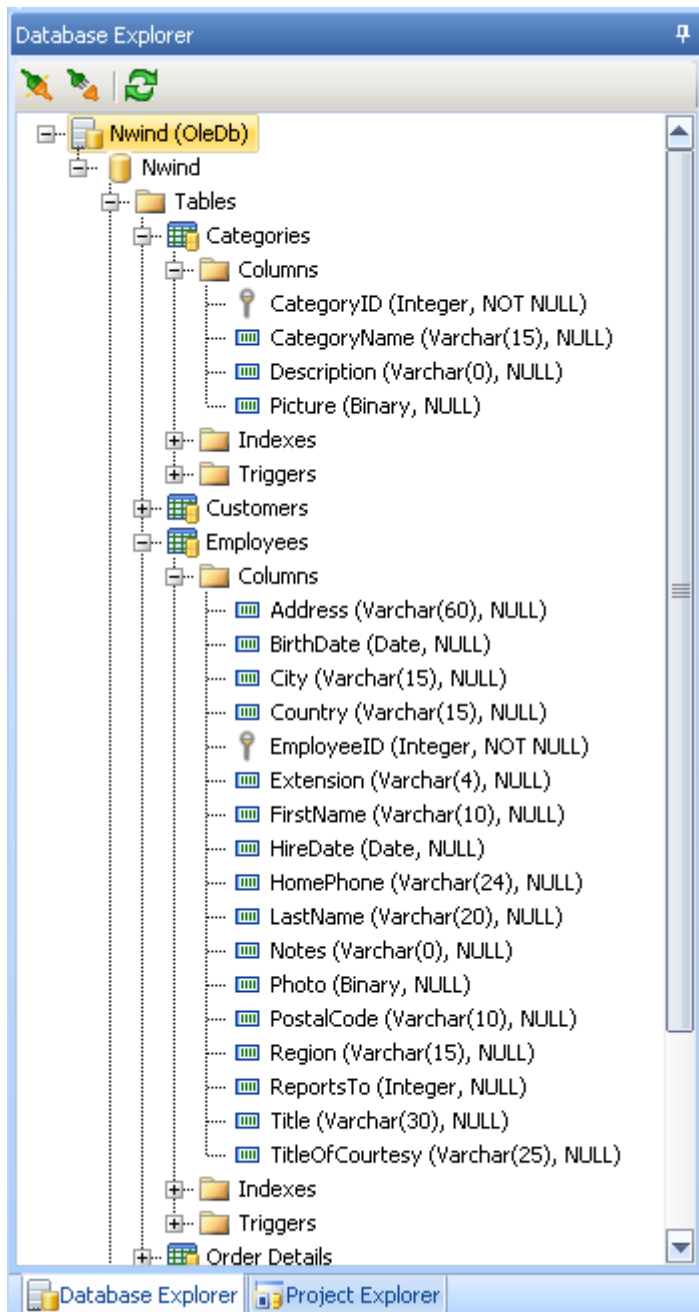 Database Explorer
Nwind (OleDb)
Nwind
Tables
Categories
Columns
CategoryID (Integer, NOT NULL)
CategoryName (Varchar(15), NULL)
Description (Varchar(0), NULL)
Picture (Binary, NULL)
Indexes
Triggers
Customers
Employees
Columns
Address (Varchar(60), NULL)
BirthDate (Date, NULL)
City (Varchar(15), NULL)
Country (Varchar(15), NULL)
EmployeeID (Integer, NOT NULL)
Extension (Varchar(4), NULL)
FirstName (Varchar(10), NULL)
HireDate (Date, NULL)
HomePhone (Varchar(24), NULL)
LastName (Varchar(20), NULL)
Notes (Varchar(0), NULL)
Photo (Binary, NULL)
PostalCode (Varchar(10), NULL)
Region (Varchar(15), NULL)
ReportsTo (Integer, NULL)
Title (Varchar(30), NULL)
TitleOfCourtesy (Varchar(25), NULL)
Indexes
Triggers
Order Details
Database Explorer Project Explorer